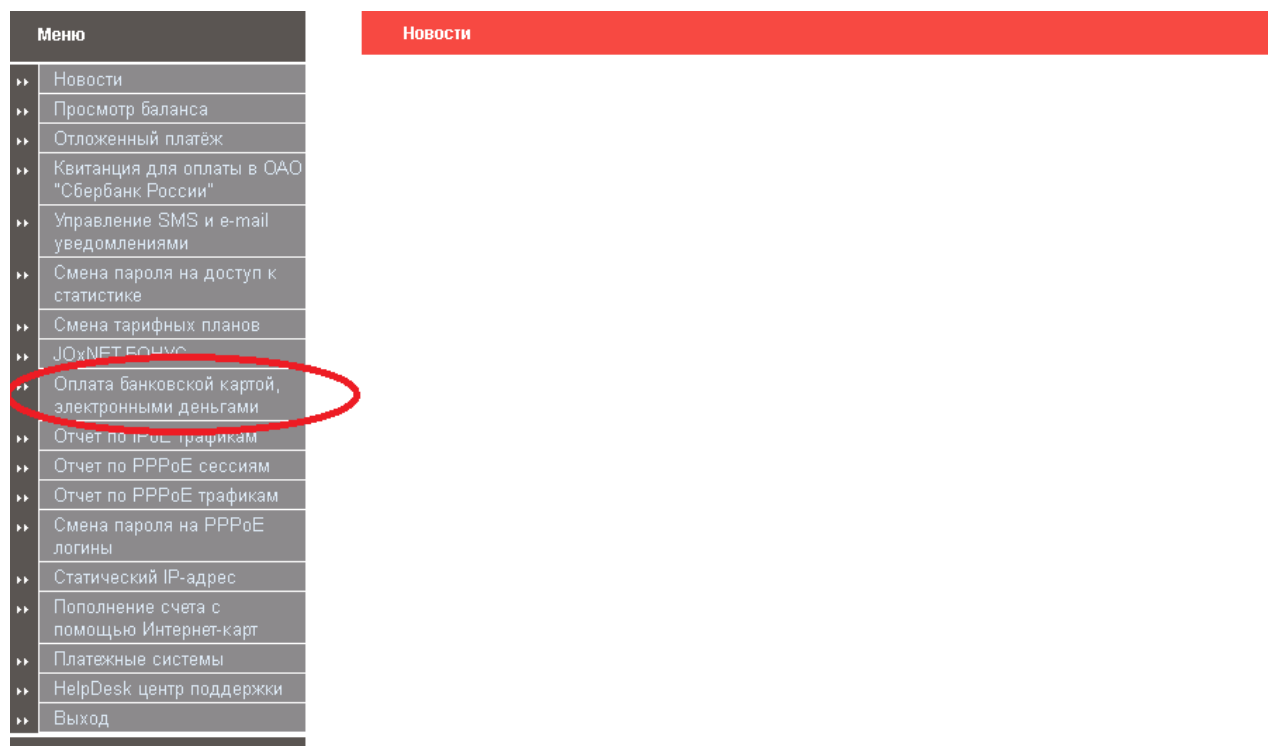 Меню
Новости
Новости
Просмотр баланса
Отложенный платёж
Квитанция для оплаты в ОАО
"Сбербанк России"
Управление SMS и e-mail
уведомлениями
Смена пароля на доступ к
статистике
Смена тарифных планов
JOxNET.БОНУС
Оплата банковской картой,
электронными деньгами
Отчет по IPoE трафикам
Отчет по PPPoE сессиям
Отчет по PPPoE трафикам
Смена пароля на PPPoE
логины
Статический IP-адрес
Пополнение счета с
помощью Интернет-карт
Платежные системы
HelpDesk центр поддержки
Выход